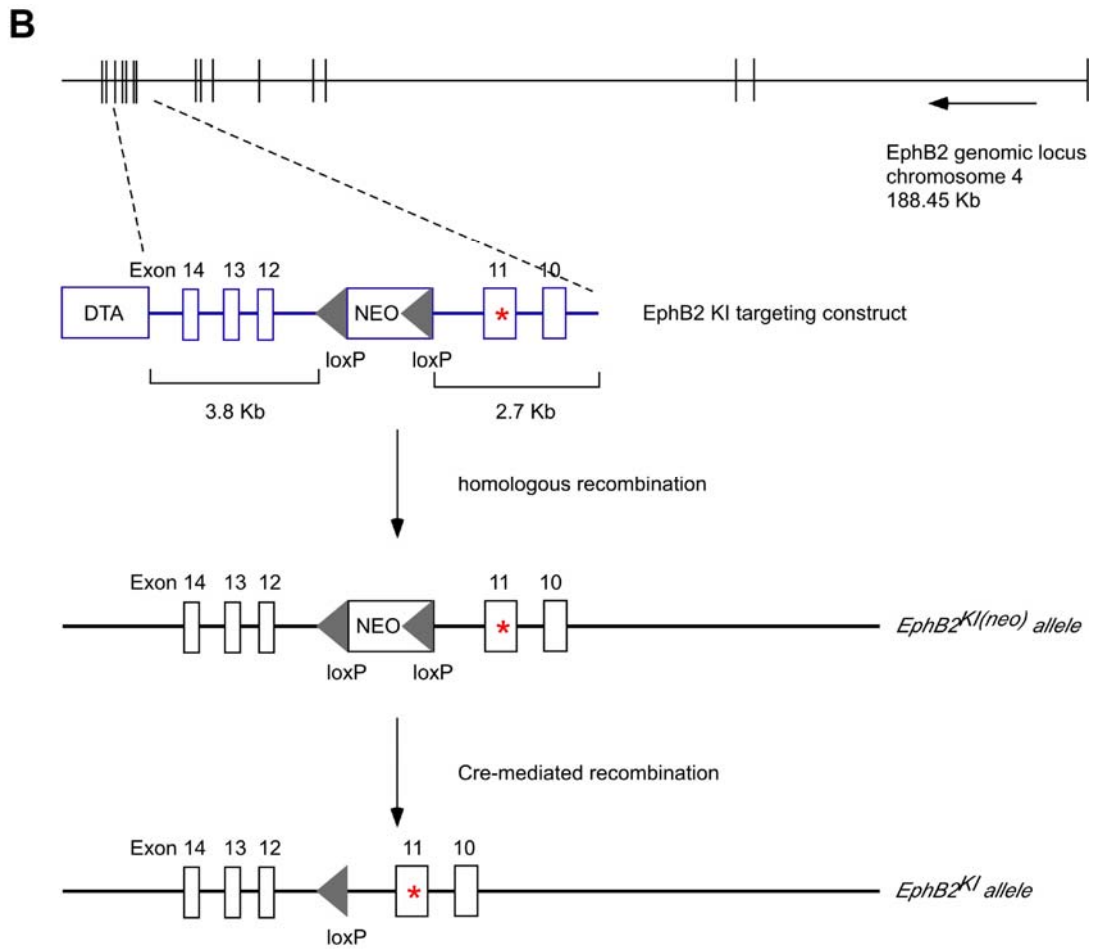 B
EphB2 genomic locus
chromosome 4
188.45 Kb
Exon 14 13 12 11 10
DTA NEO * EphB2 KI targeting construct
loxP loxP
3.8 Kb 2.7 Kb
homologous recombination
Exon 14 13 12 11 10
NEO * EphB2KI(neo) allele
loxP loxP
Cre-mediated recombination
Exon 14 13 12 11 10
* EphB2KI allele
loxP